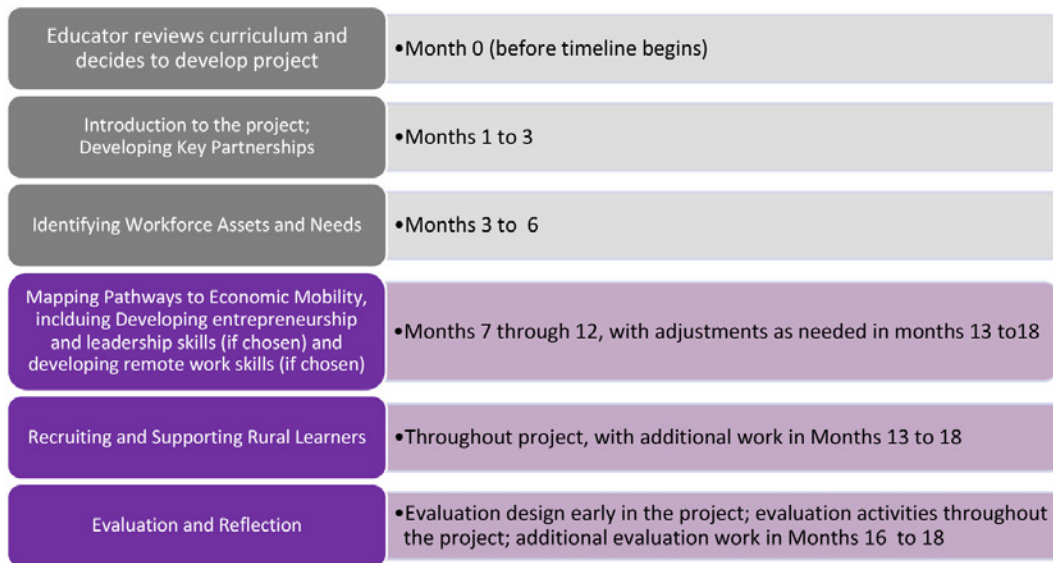 Educator reviews curriculum and
decides to develop project
•Month 0 (before timeline begins)
Introduction to the project;
Developing Key Partnerships
•Months 1 to 3
Identifying Workforce Assets and Needs
•Months 3 to  6
Mapping Pathways to Economic Mobility,
inclduing Developing entrepreneurship
and leadership skills (if chosen) and
developing remote work skills (if chosen)
•Months 7 through 12, with adjustments as needed in months 13 to18
Recruiting and Supporting Rural Learners
•Throughout project, with additional work in Months 13 to 18
Evaluation and Reflection
•Evaluation design early in the project; evaluation activities throughout
the project; additional evaluation work in Months 16  to 18